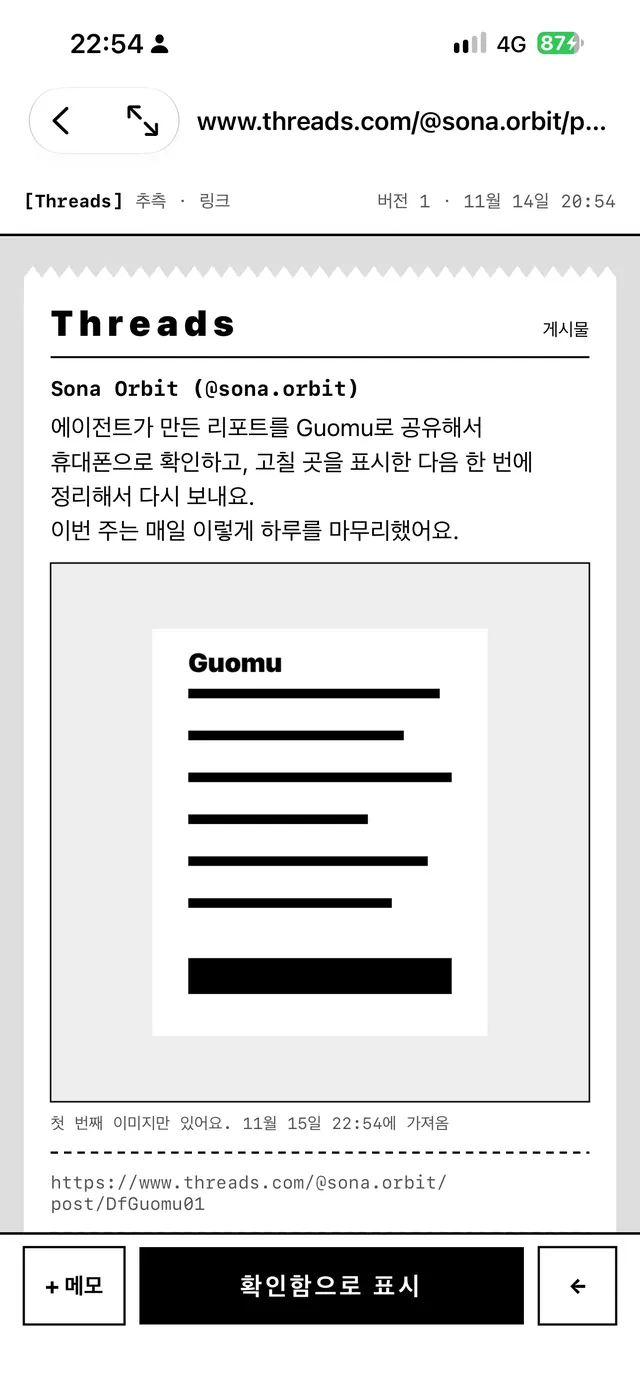 22:54
4G
87
www.threads.com/@sona.orbit/p...
[Threads] 추측 · 링크
버전 1 · 11월 14일 20:54
Threads
게시물
Sona Orbit (@sona.orbit)
에이전트가 만든 리포트를 Guomu로 공유해서
휴대폰으로 확인하고, 고칠 곳을 표시한 다음 한 번에
정리해서 다시 보내요.
이번 주는 매일 이렇게 하루를 마무리했어요.
Guomu
첫 번째 이미지만 있어요. 11월 15일 22:54에 가져옴
https://www.threads.com/@sona.orbit/
post/DfGuomu01
+ 메모
확인함으로 표시
←